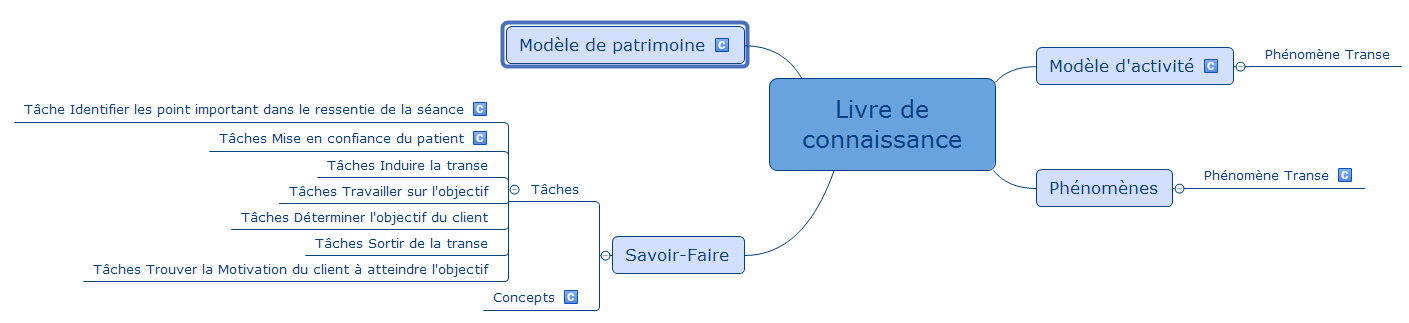 Modèle de patrimoine C
Livre de
connaissance
Modèle d'activité C
Phénomène Transe
Phénomènes
Phénomène Transe C
Savoir-Faire
Tâches
Tâche Identifier les point important dans le ressentie de la séance C
Tâches Mise en confiance du patient C
Tâches Induire la transe
Tâches Travailler sur l'objectif
Tâches Déterminer l'objectif du client
Tâches Sortir de la transe
Tâches Trouver la Motivation du client à atteindre l'objectif
Concepts C